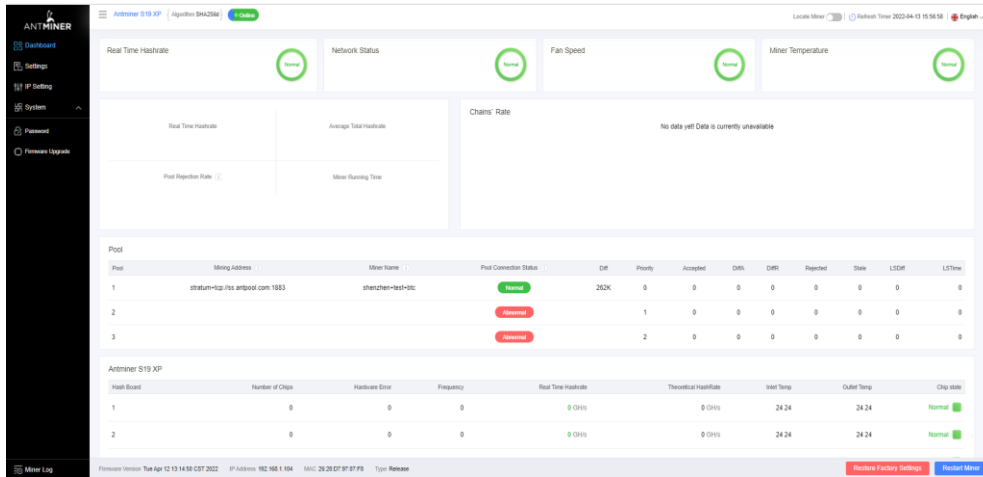 ANTMINER
Antminer S19 XP Algorithm SHA256d Online
Locale Miner Refresh Timer 2022-04-13 15:56:58 English
Dashboard
Settings
IP Setting
System
Password
Firmware Upgrade
Miner Log
Real Time Hashrate Normal
Network Status Normal
Fan Speed Normal
Miner Temperature Normal
Real Time Hashrate Average Total Hashrate
Pool Rejection Rate Miner Running Time
Chains' Rate
No data yet! Data is currently unavailable
Pool
Pool Mining Address Miner Name Pool Connection Status Diff Priority Accepted DiffA DiffR Rejected Stale LSDiff LSTime
1 stratum+tcp://ss.antpool.com:1883 shenzhen+test+btc Normal 262K 0 0 0 0 0 0 0 0
2 Abnormal 1 0 0 0 0 0 0 0
3 Abnormal 2 0 0 0 0 0 0 0
Antminer S19 XP
Hash Board Number of Chips Hardware Error Frequency Real Time Hashrate Theoretical HashRate Inlet Temp Outlet Temp Chip state
1 0 0 0 0 GH/s 0 GH/s 24 24 24 24 Normal
2 0 0 0 0 GH/s 0 GH/s 24 24 24 24 Normal
Firmware Version Tue Apr 12 13:14:50 CST 2022 IP Address 192.168.1.104 MAC Type Release
Restore Factory Settings Restart Miner